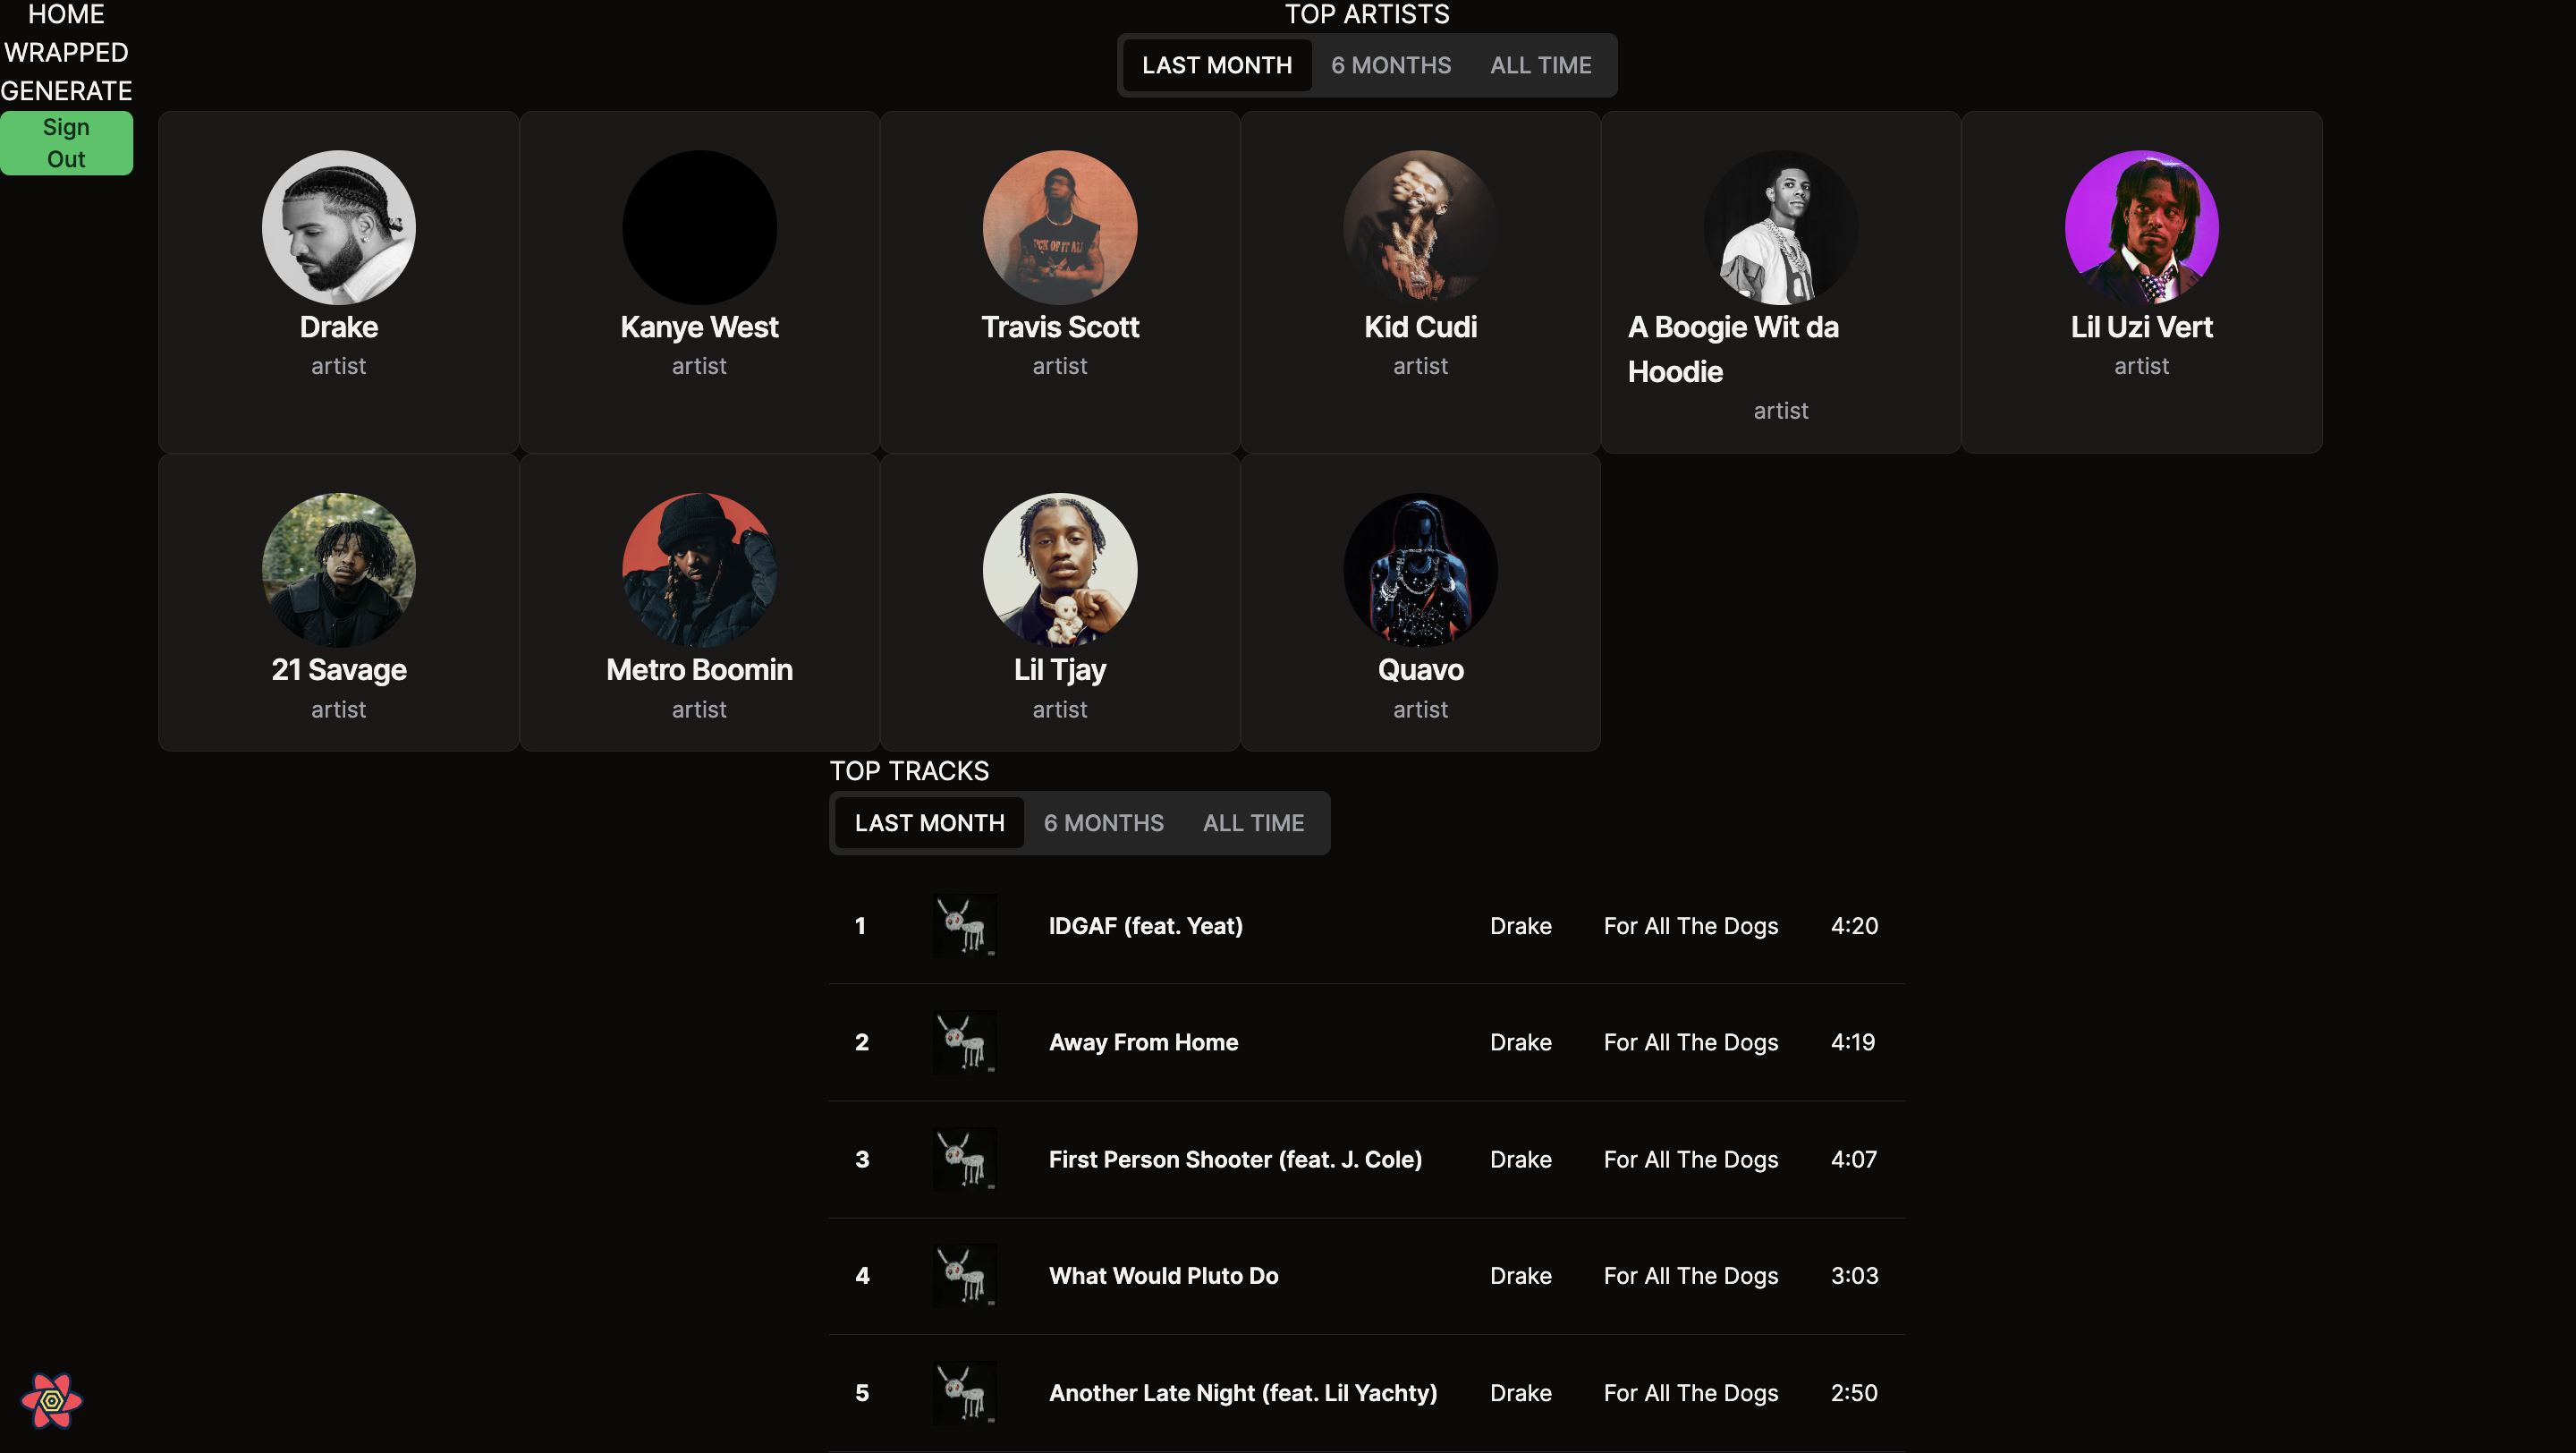 HOME
WRAPPED
GENERATE
Sign
Out
TOP ARTISTS
LAST MONTH 6 MONTHS ALL TIME
Drake
artist
Kanye West
artist
Travis Scott
artist
Kid Cudi
artist
A Boogie Wit da
Hoodie
artist
Lil Uzi Vert
artist
21 Savage
artist
Metro Boomin
artist
Lil Tjay
artist
Quavo
artist
TOP TRACKS
LAST MONTH 6 MONTHS ALL TIME
1 IDGAF (feat. Yeat) Drake For All The Dogs 4:20
2 Away From Home Drake For All The Dogs 4:19
3 First Person Shooter (feat. J. Cole) Drake For All The Dogs 4:07
4 What Would Pluto Do Drake For All The Dogs 3:03
5 Another Late Night (feat. Lil Yachty) Drake For All The Dogs 2:50